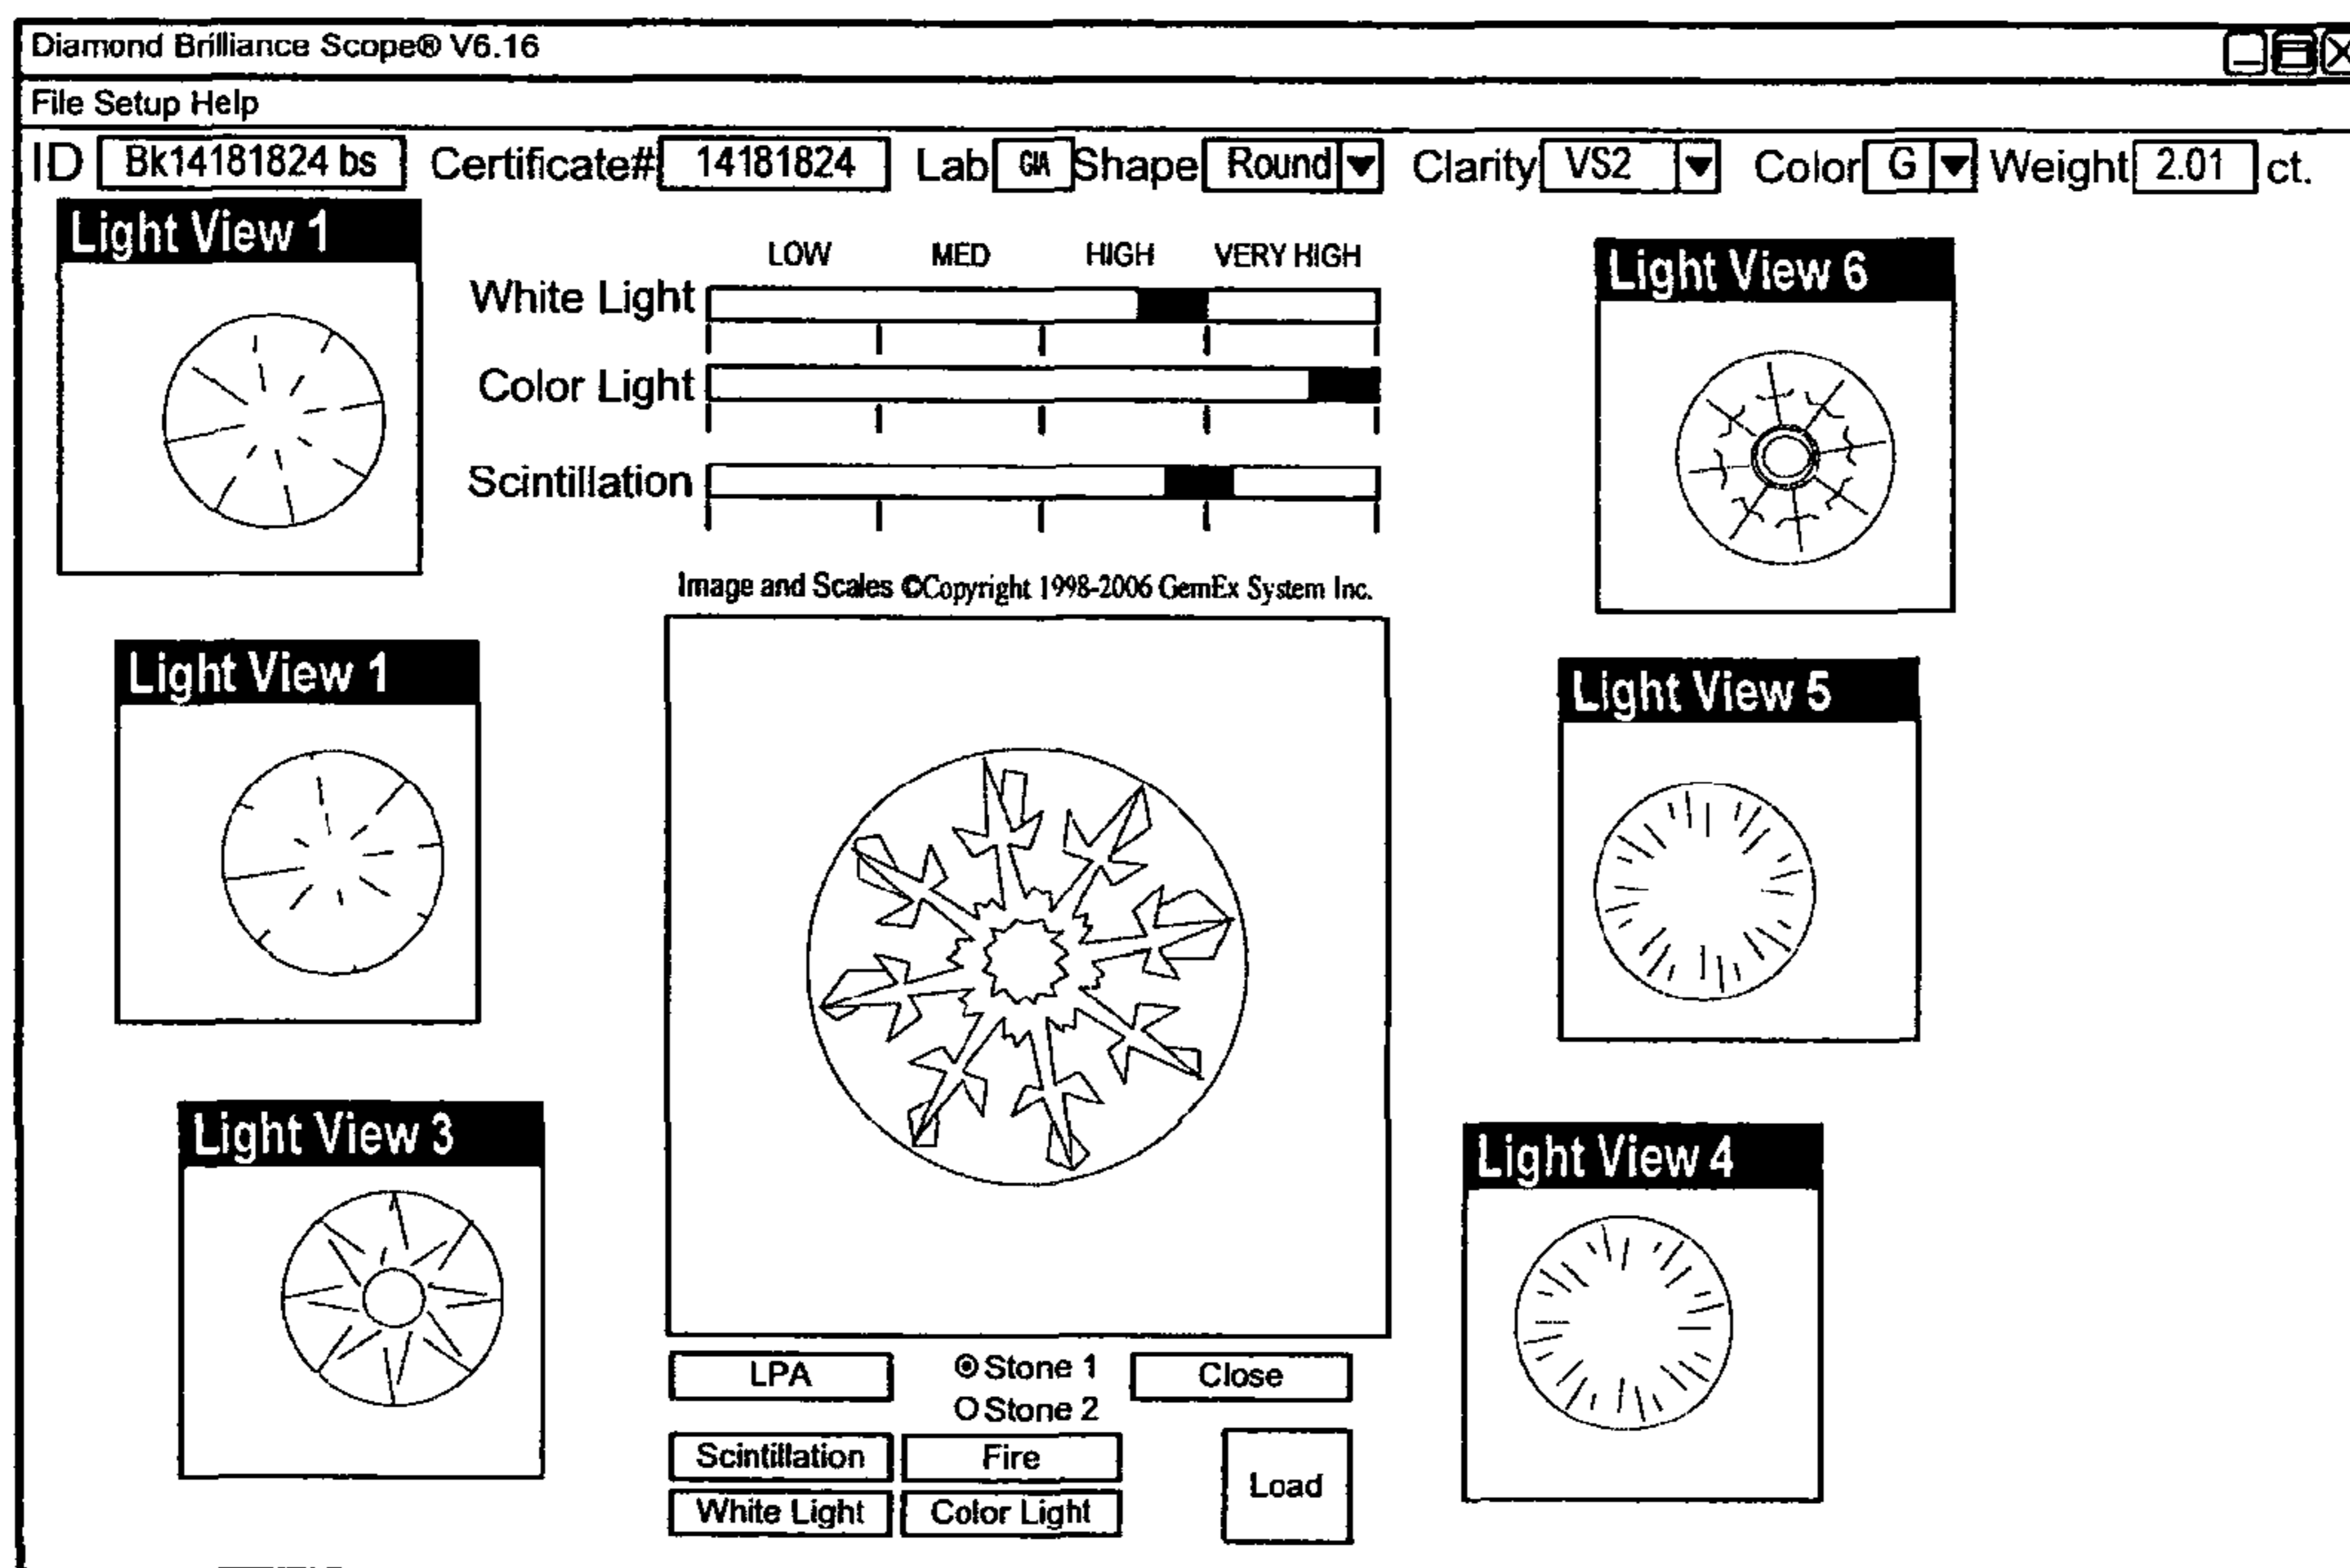 Diamond Brilliance Scope® V6.16
File Setup Help
ID Bk14181824 bs Certificate# 14181824 Lab GIA Shape Round Clarity VS2 Color G Weight 2.01 ct.
Light View 1
LOW MED HIGH VERY HIGH
White Light
Color Light
Scintillation
Light View 6
Image and Scales ©Copyright 1998-2006 GemEx System Inc.
Light View 1
Light View 5
Light View 3
Light View 4
LPA Stone 1 Close
Stone 2
Scintillation Fire
Load
White Light Color Light